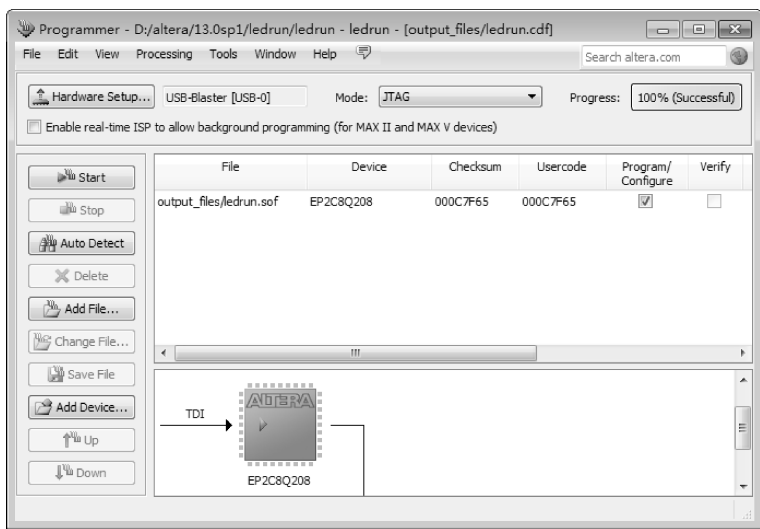 Programmer - D:/altera/13.0sp1/ledrun/ledrun - ledrun - [output_files/ledrun.cdf]
File Edit View Processing Tools Window Help
Search altera.com
Hardware Setup... USB-Blaster [USB-0] Mode: JTAG Progress: 100% (Successful)
Enable real-time ISP to allow background programming (for MAX II and MAX V devices)
Start
Stop
Auto Detect
Delete
Add File...
Change File...
Save File
Add Device...
Up
Down
File Device Checksum Usercode Program/ Verify
Configure
output_files/ledrun.sof EP2C8Q208 000C7F65 000C7F65
TDI
ALTERA
EP2C8Q208